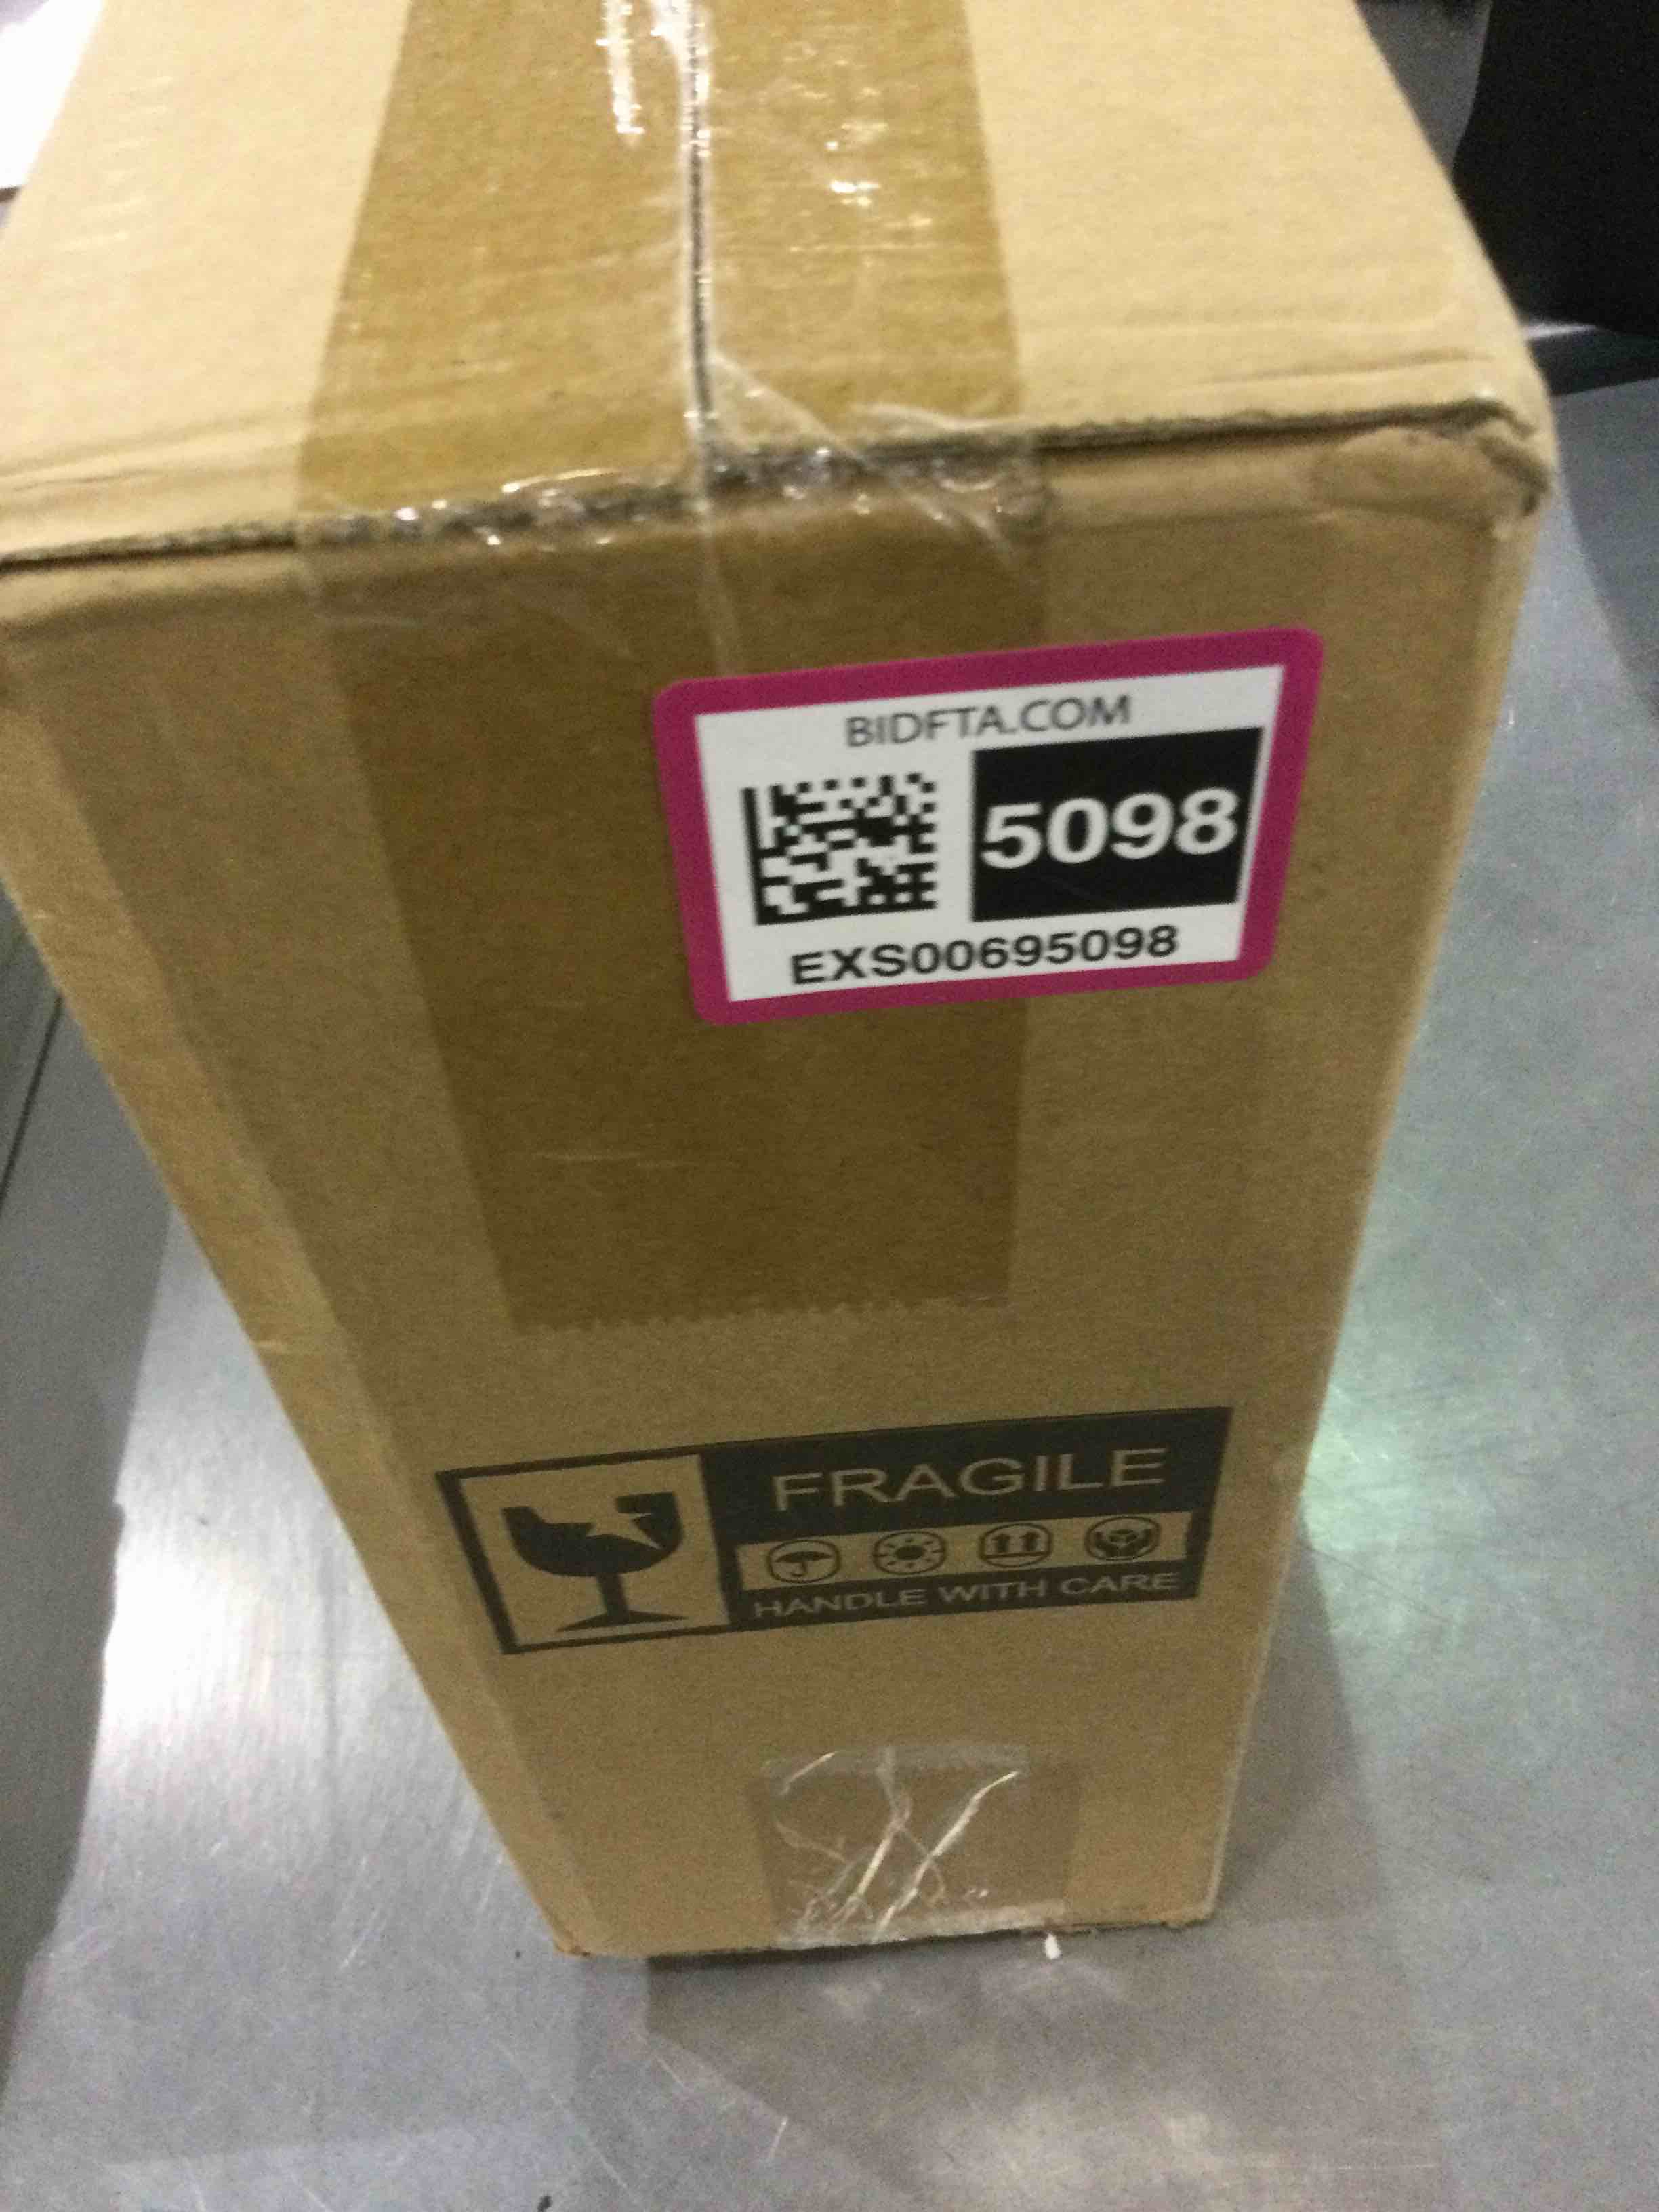 BIDFTA.COM
5098
EXS00695098
FRAGILE
HANDLE WITH CARE